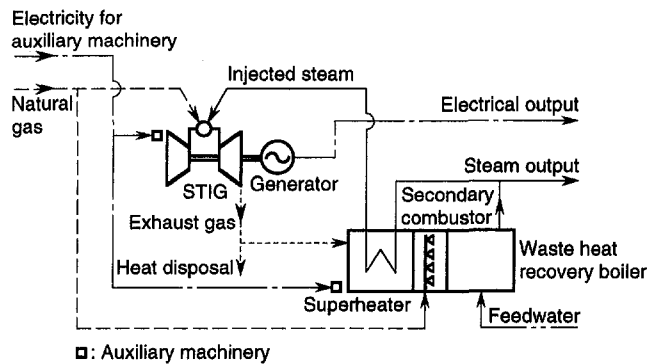 Electricity for
auxiliary machinery
Natural
gas
Injected steam
Electrical output
Steam output
STIG
Generator
Secondary
combustor
Exhaust gas
Heat disposal
Waste heat
recovery boiler
Superheater
Feedwater
: Auxiliary machinery